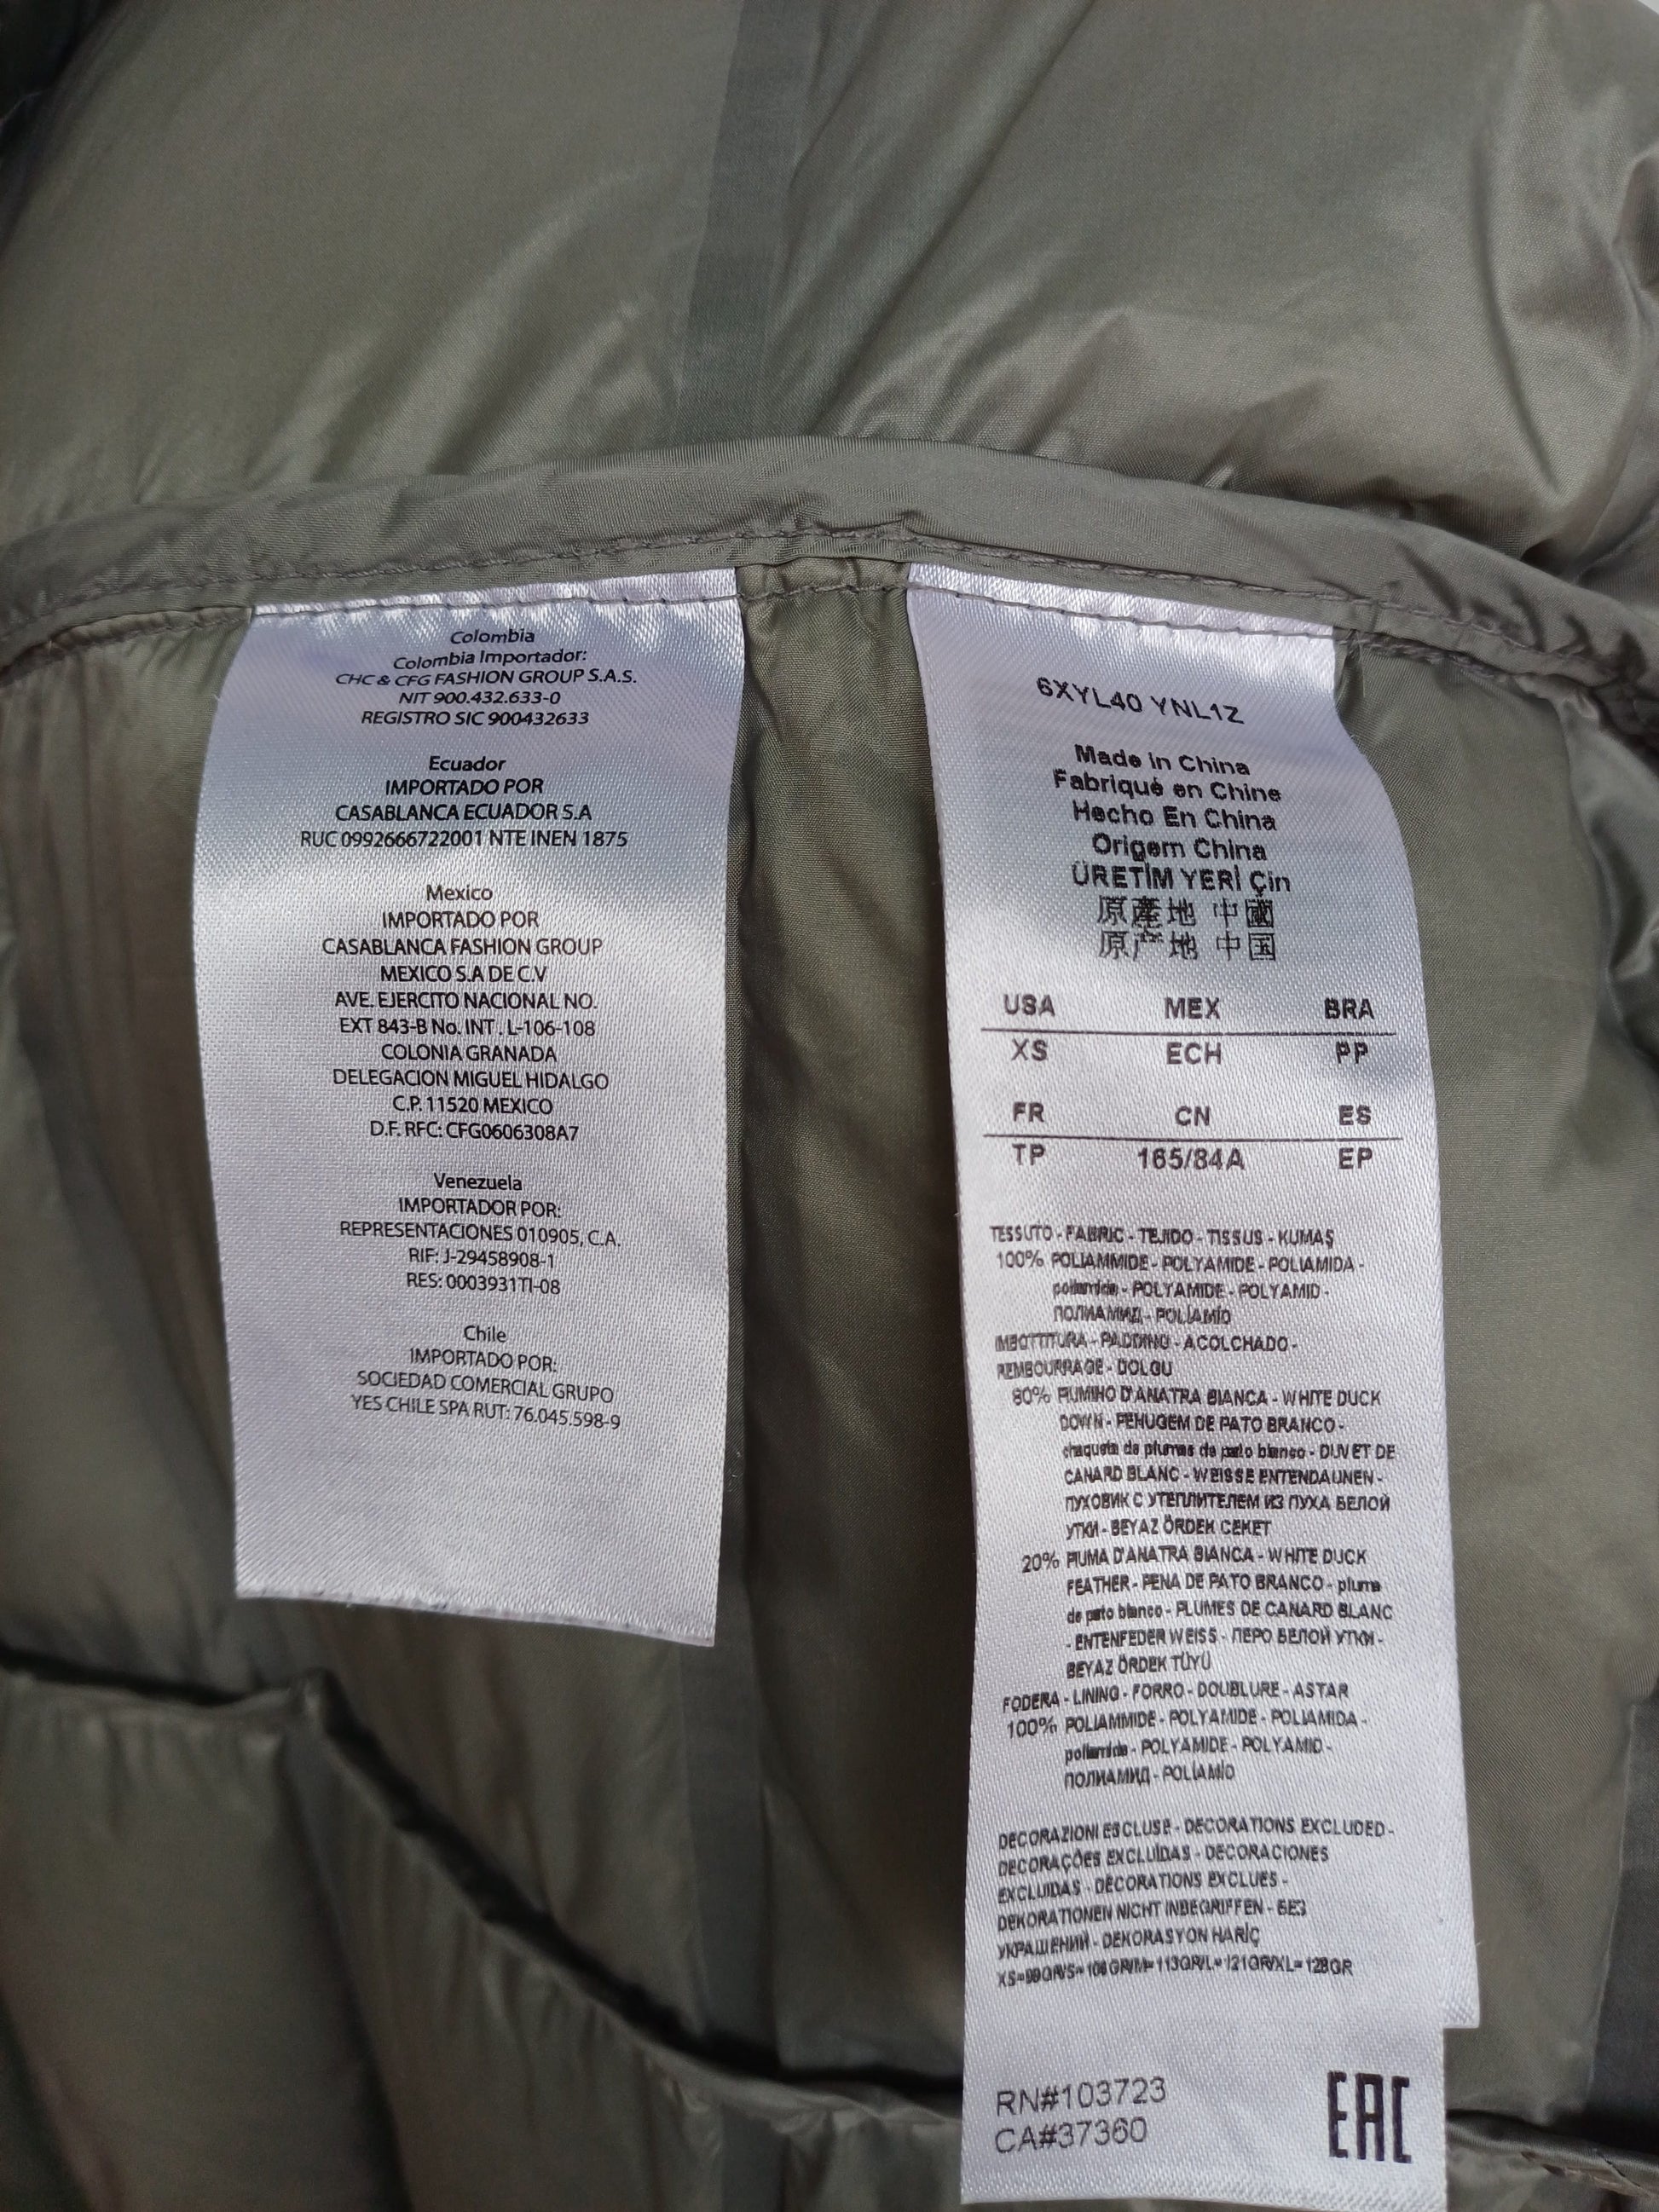 Colombia
Colombia Importador:
CHC & CFG FASHION GROUP S.A.S.
NIT 900.432.633-0
REGISTRO SIC 900432633
Ecuador
IMPORTADO POR
CASABLANCA ECUADOR S.A
RUC 0992666722001 NTE INEN 1875
Mexico
IMPORTADO POR
CASABLANCA FASHION GROUP
MEXICO S.A DE C.V
AVE. EJERCITO NACIONAL NO.
EXT 843-B No. INT . L-106-108
COLONIA GRANADA
DELEGACION MIGUEL HIDALGO
C.P. 11520 MEXICO
D.F. RFC: CFG0606308A7
Venezuela
IMPORTADOR POR:
REPRESENTACIONES 010905, C.A.
RIF: J-29458908-1
RES: 0003931TI-08
Chile
IMPORTADO POR:
SOCIEDAD COMERCIAL GRUPO
YES CHILE SPA RUT: 76.045.598-9
6XYL40 YNL1Z
Made in China
Fabriqué en Chine
Hecho En China
Origem China
ÜRETİM YERİ Çin
原產地 中國
原产地 中国
USA MEX BRA
XS ECH PP
FR CN ES
TP 165/84A EP
TESSUTO - FABRIC - TEJIDO - TISSUS - KUMAŞ
100% POLIAMMIDE - POLYAMIDE - POLIAMIDA -
poliamida - POLYAMIDE - POLYAMID -
ПОЛИАМИД - POLİAMİD
IMBOTTITURA - PADDING - ACOLCHADO -
REMBOURRAGE - DOLGU
80% PIUMINO D'ANATRA BIANCA - WHITE DUCK
DOWN - PENUGEM DE PATO BRANCO -
chaqueta de plumas de pato blanco - DUVET DE
CANARD BLANC - WEISSE ENTENDAUNEN -
ПУХОВИК С УТЕПЛИТЕЛЕМ ИЗ ПУХА БЕЛОЙ
УТКИ - BEYAZ ÖRDEK CEKET
20% PIUMA D'ANATRA BIANCA - WHITE DUCK
FEATHER - PENA DE PATO BRANCO - pluma
de pato blanco - PLUMES DE CANARD BLANC
- ENTENFEDER WEISS - ПЕРО БЕЛОЙ УТКИ -
BEYAZ ÖRDEK TÜYÜ
FODERA - LINING - FORRO - DOUBLURE - ASTAR
100% POLIAMMIDE - POLYAMIDE - POLIAMIDA -
poliamida - POLYAMIDE - POLYAMID -
ПОЛИАМИД - POLİAMİD
DECORAZIONI ESCLUSE - DECORATIONS EXCLUDED -
DECORAÇÕES EXCLUÍDAS - DECORACIONES
EXCLUIDAS - DÉCORATIONS EXCLUES -
DEKORATIONEN NICHT INBEGRIFFEN - БЕЗ
УКРАШЕНИЙ - DEKORASYON HARİÇ
XS=99GR/S=106GR/M=113GR/L=121GR/XL=128GR
RN#103723
CA#37360
EAC